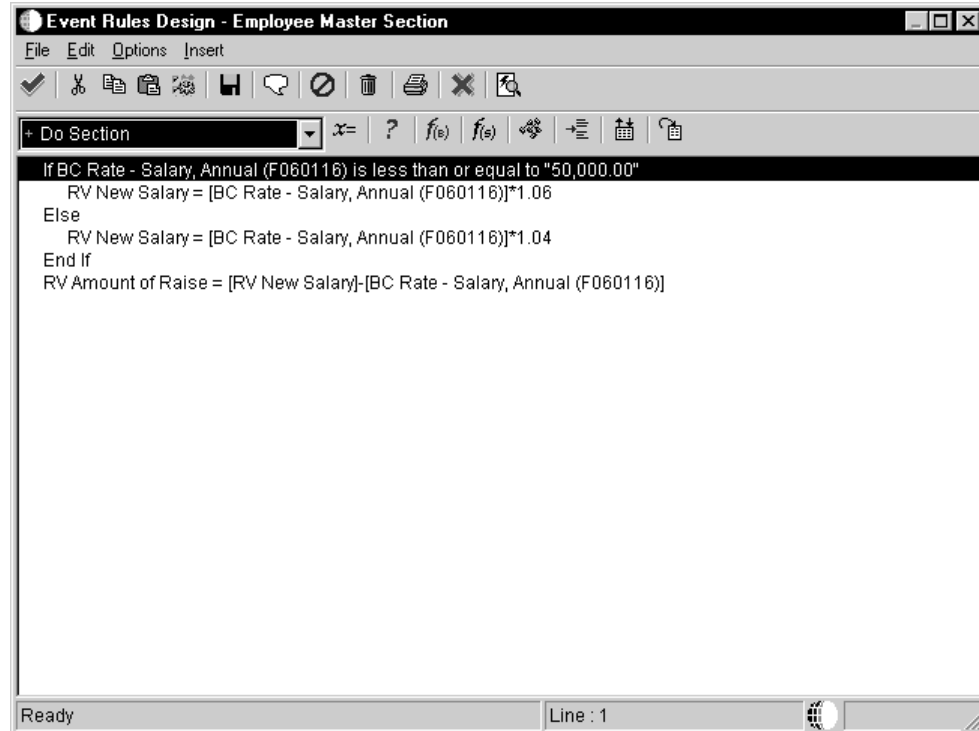 Event Rules Design - Employee Master Section
File Edit Options Insert
+ Do Section x= ? f(B) f(S)
If BC Rate - Salary, Annual (F060116) is less than or equal to "50,000.00"
RV New Salary = [BC Rate - Salary, Annual (F060116)]*1.06
Else
RV New Salary = [BC Rate - Salary, Annual (F060116)]*1.04
End If
RV Amount of Raise = [RV New Salary]-[BC Rate - Salary, Annual (F060116)]
Ready Line : 1